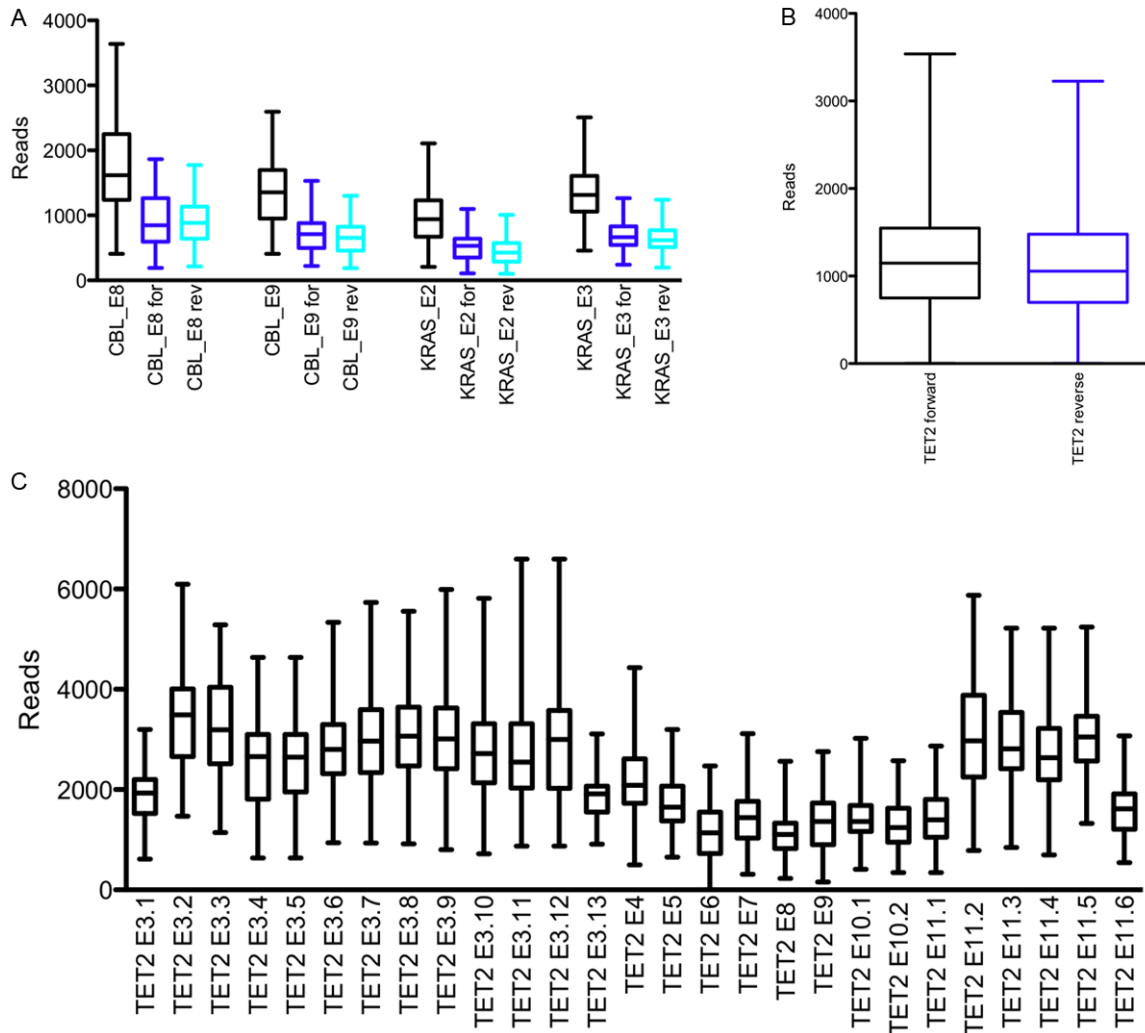 A
4000
3000
2000
1000
0
Reads
CBL_E8
CBL_E8 for
CBL_E8 rev
CBL_E9
CBL_E9 for
CBL_E9 rev
KRAS_E2
KRAS_E2 for
KRAS_E2 rev
KRAS_E3
KRAS_E3 for
KRAS_E3 rev
B
4000
3000
2000
1000
0
Reads
TET2 forward
TET2 reverse
C
8000
6000
4000
2000
0
Reads
TET2 E3.1
TET2 E3.2
TET2 E3.3
TET2 E3.4
TET2 E3.5
TET2 E3.6
TET2 E3.7
TET2 E3.8
TET2 E3.9
TET2 E3.10
TET2 E3.11
TET2 E3.12
TET2 E3.13
TET2 E4
TET2 E5
TET2 E6
TET2 E7
TET2 E8
TET2 E9
TET2 E10.1
TET2 E10.2
TET2 E11.1
TET2 E11.2
TET2 E11.3
TET2 E11.4
TET2 E11.5
TET2 E11.6